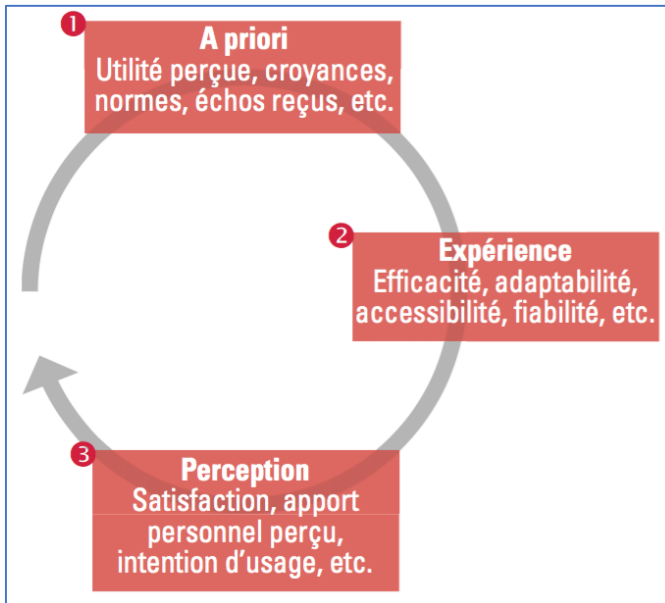 1
A priori
Utilité perçue, croyances,
normes, échos reçus, etc.
2
Expérience
Efficacité, adaptabilité,
accessibilité, fiabilité, etc.
3
Perception
Satisfaction, apport
personnel perçu,
intention d’usage, etc.